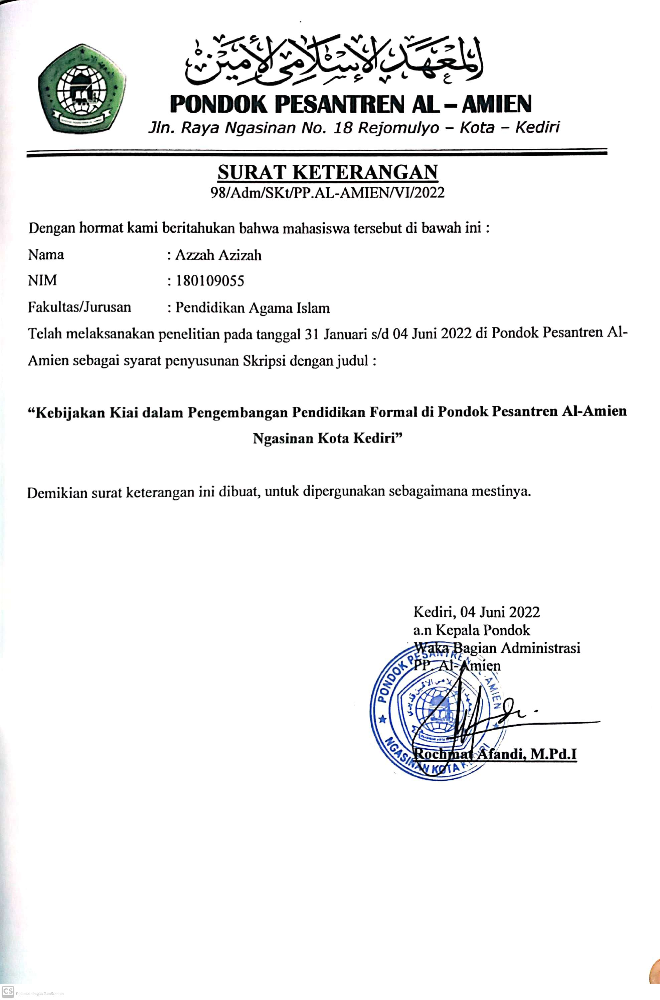 المعهد الإسلامي الأمين
PONDOK PESANTREN AL – AMIEN
Jln. Raya Ngasinan No. 18 Rejomulyo – Kota – Kediri
SURAT KETERANGAN
98/Adm/SKt/PP.AL-AMIEN/VI/2022
Dengan hormat kami beritahukan bahwa mahasiswa tersebut di bawah ini :
Nama : Azzah Azizah
NIM : 180109055
Fakultas/Jurusan : Pendidikan Agama Islam
Telah melaksanakan penelitian pada tanggal 31 Januari s/d 04 Juni 2022 di Pondok Pesantren Al-
Amien sebagai syarat penyusunan Skripsi dengan judul :
“Kebijakan Kiai dalam Pengembangan Pendidikan Formal di Pondok Pesantren Al-Amien
Ngasinan Kota Kediri”
Demikian surat keterangan ini dibuat, untuk dipergunakan sebagaimana mestinya.
Kediri, 04 Juni 2022
a.n Kepala Pondok
Waka Bagian Administrasi
PP. Al-Amien
PONDOK PESANTREN AL-AMIEN
NGASINAN KOTA KEDIRI
Rochmat Afandi, M.Pd.I
CS Dipindai dengan CamScanner